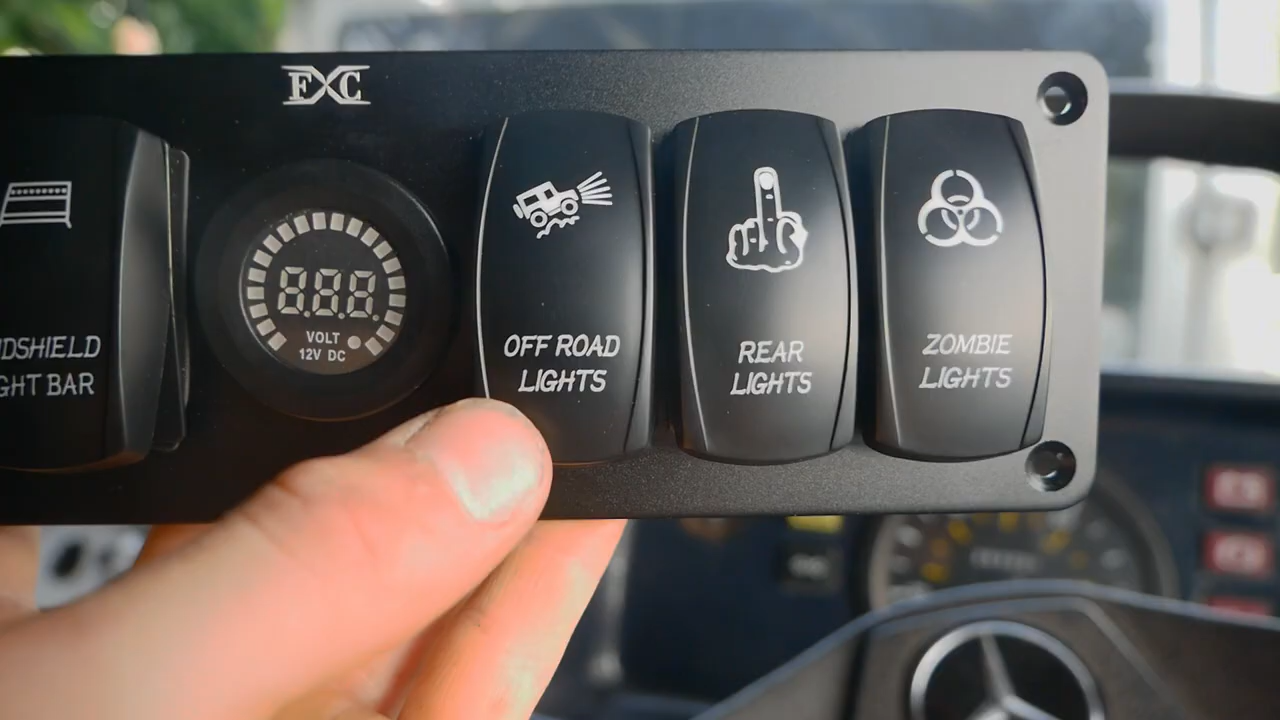 FXC
DSHIELD
GHT BAR
8.8.8.
VOLT
12V DC
OFF ROAD
LIGHTS
REAR
LIGHTS
ZOMBIE
LIGHTS